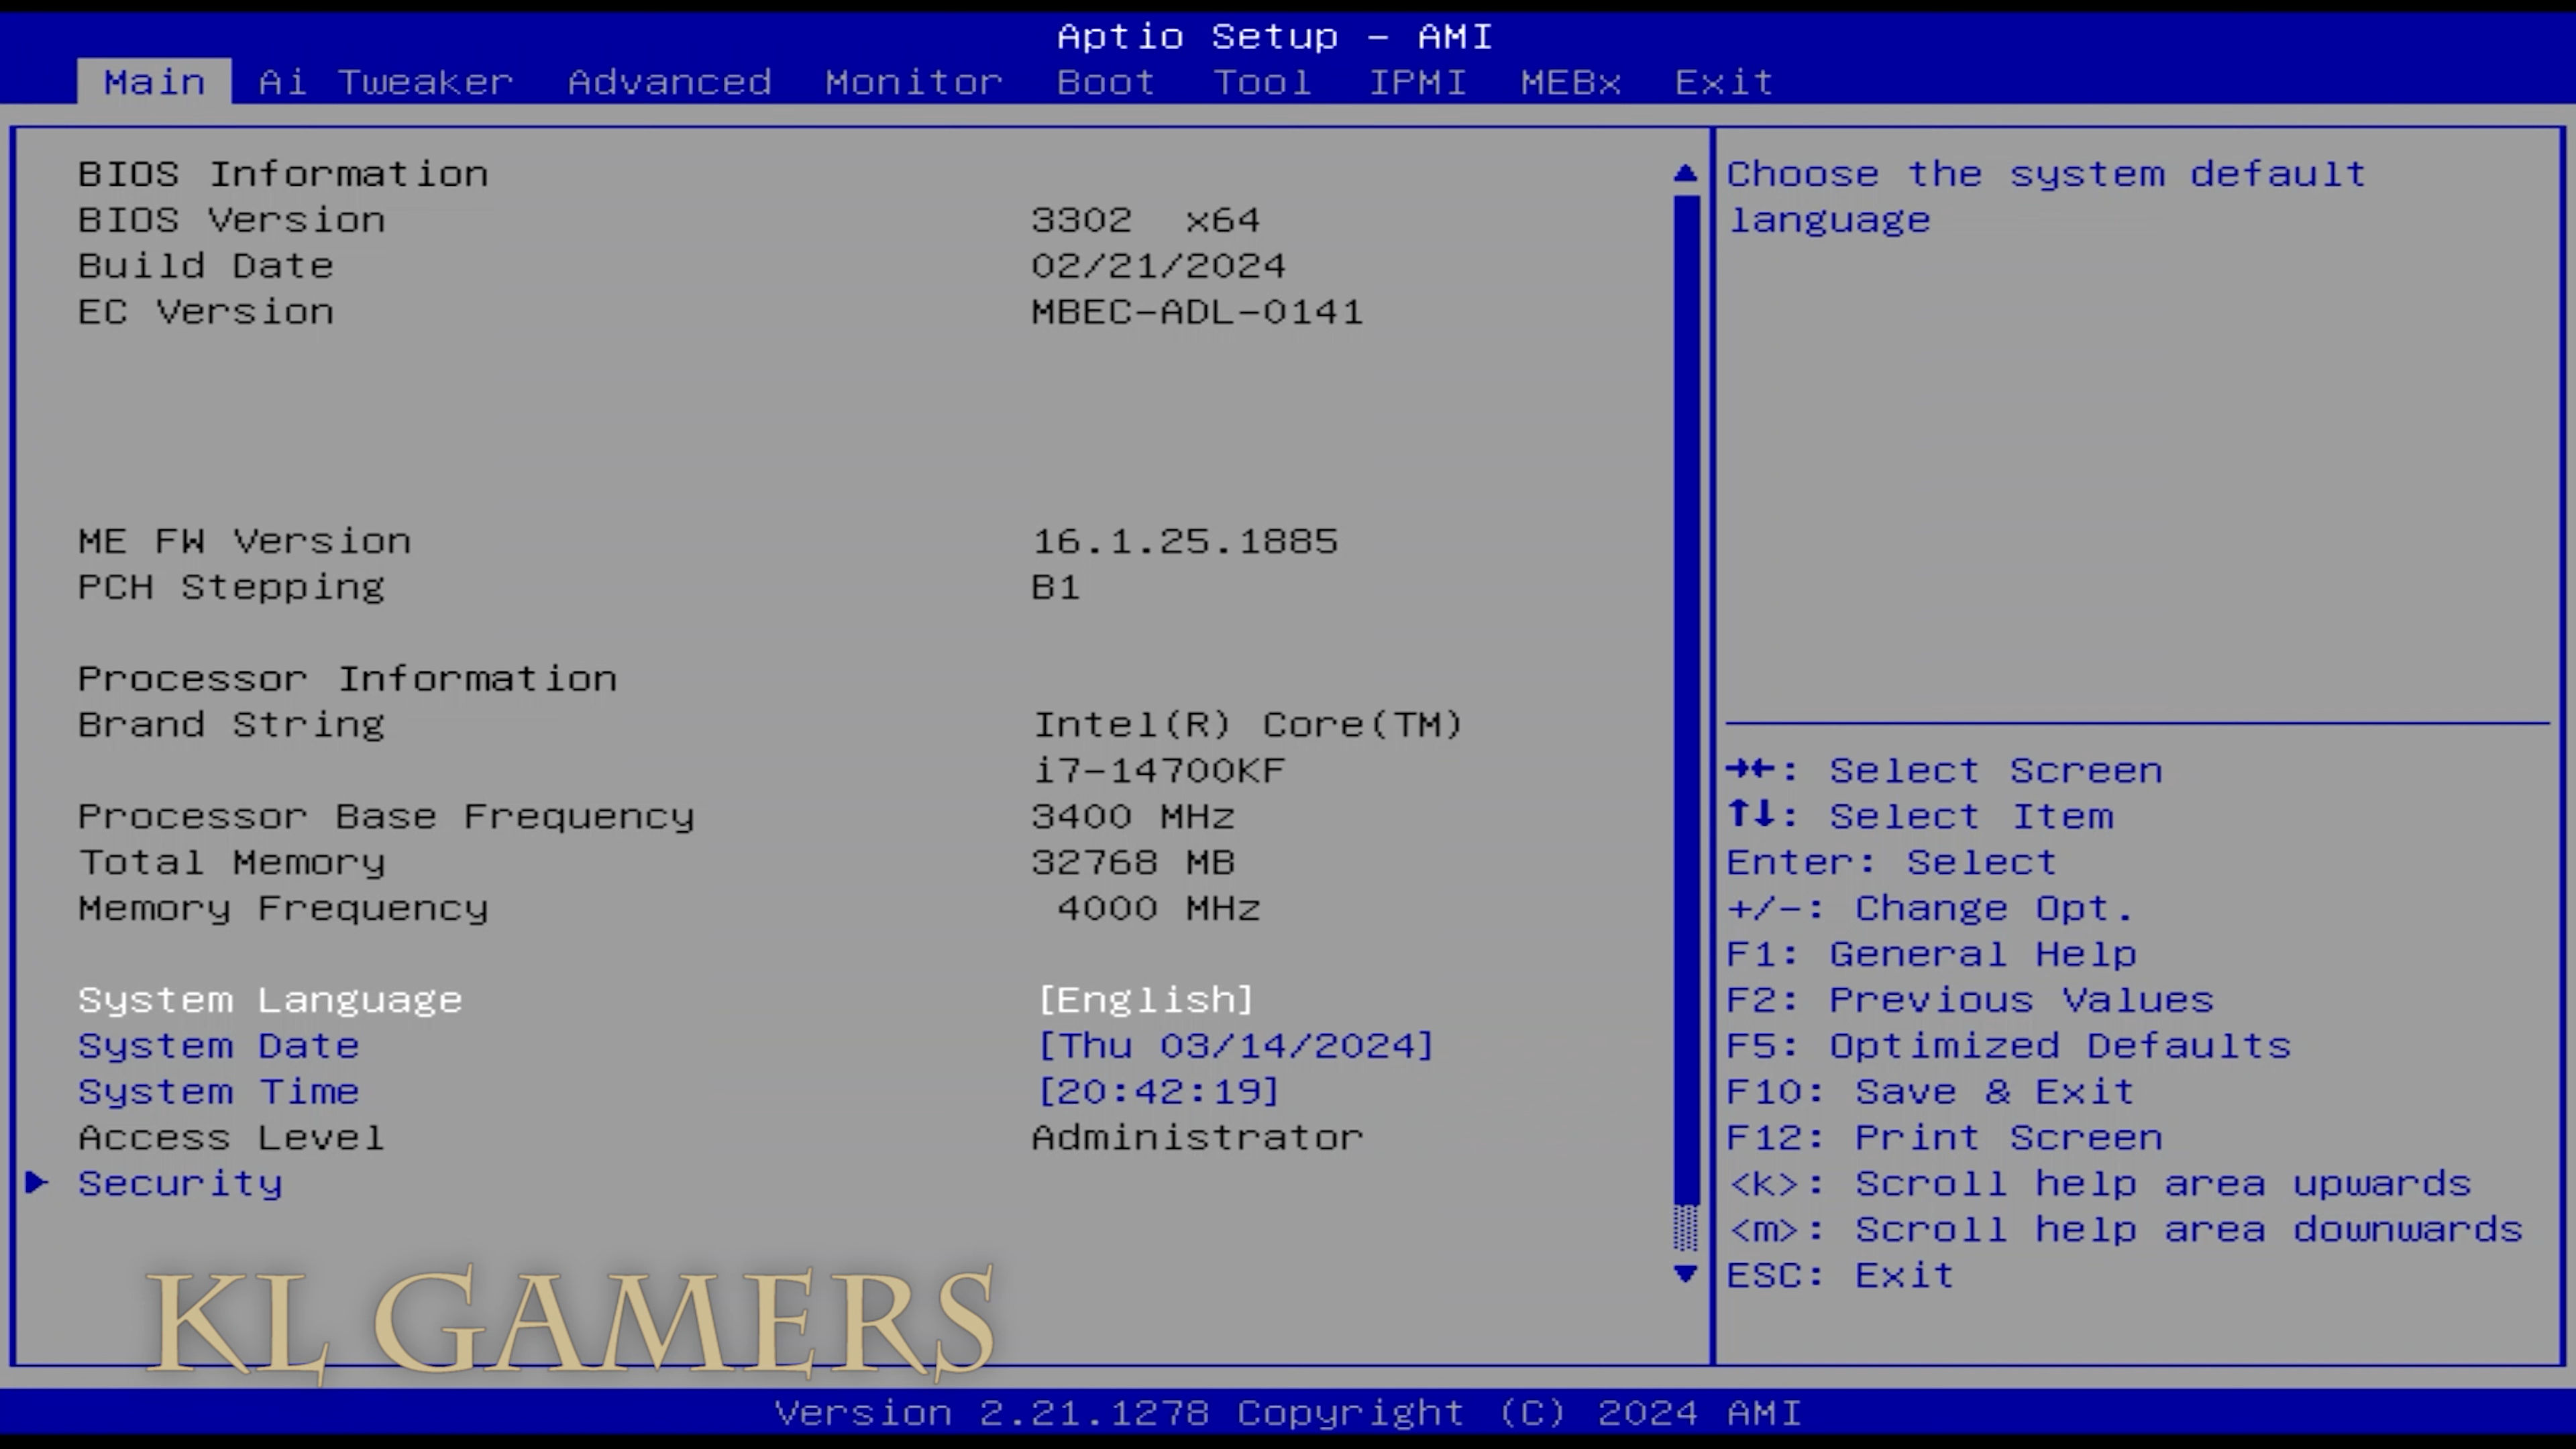 Aptio Setup - AMI
Main Ai Tweaker Advanced Monitor Boot Tool IPMI MEBx Exit
BIOS Information
BIOS Version 3302 x64
Build Date 02/21/2024
EC Version MBEC-ADL-0141
ME FW Version 16.1.25.1885
PCH Stepping B1
Processor Information
Brand String Intel(R) Core(TM)
i7-14700KF
Processor Base Frequency 3400 MHz
Total Memory 32768 MB
Memory Frequency 4000 MHz
System Language [English]
System Date [Thu 03/14/2024]
System Time [20:42:19]
Access Level Administrator
Security
Choose the system default
language
→←: Select Screen
↑↓: Select Item
Enter: Select
+/-: Change Opt.
F1: General Help
F2: Previous Values
F5: Optimized Defaults
F10: Save & Exit
F12: Print Screen
<k>: Scroll help area upwards
<m>: Scroll help area downwards
ESC: Exit
KL GAMERS
Version 2.21.1278 Copyright (C) 2024 AMI